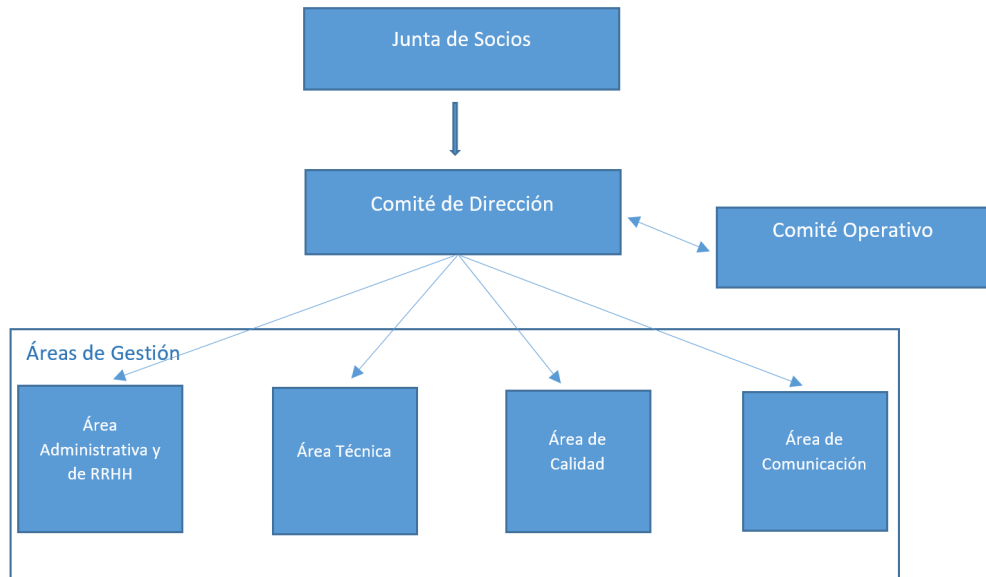 Junta de Socios
Comité de Dirección
Comité Operativo
Áreas de Gestión
Área
Administrativa y
de RRHH
Área Técnica
Área de
Calidad
Área de
Comunicación